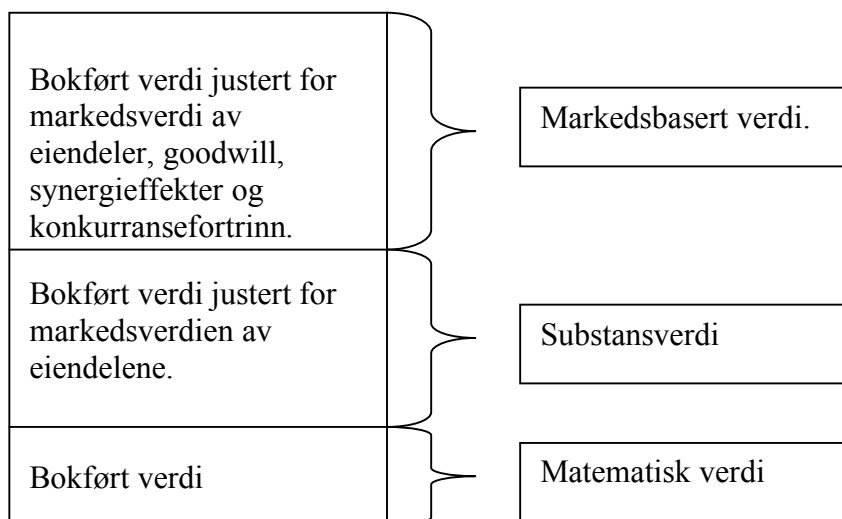 Bokført verdi justert for
markedsverdi av
eiendeler, goodwill,
synergieffekter og
konkurransefortrinn.
Markedsbasert verdi.
Bokført verdi justert for
markedsverdien av
eiendelene.
Substansverdi
Bokført verdi
Matematisk verdi